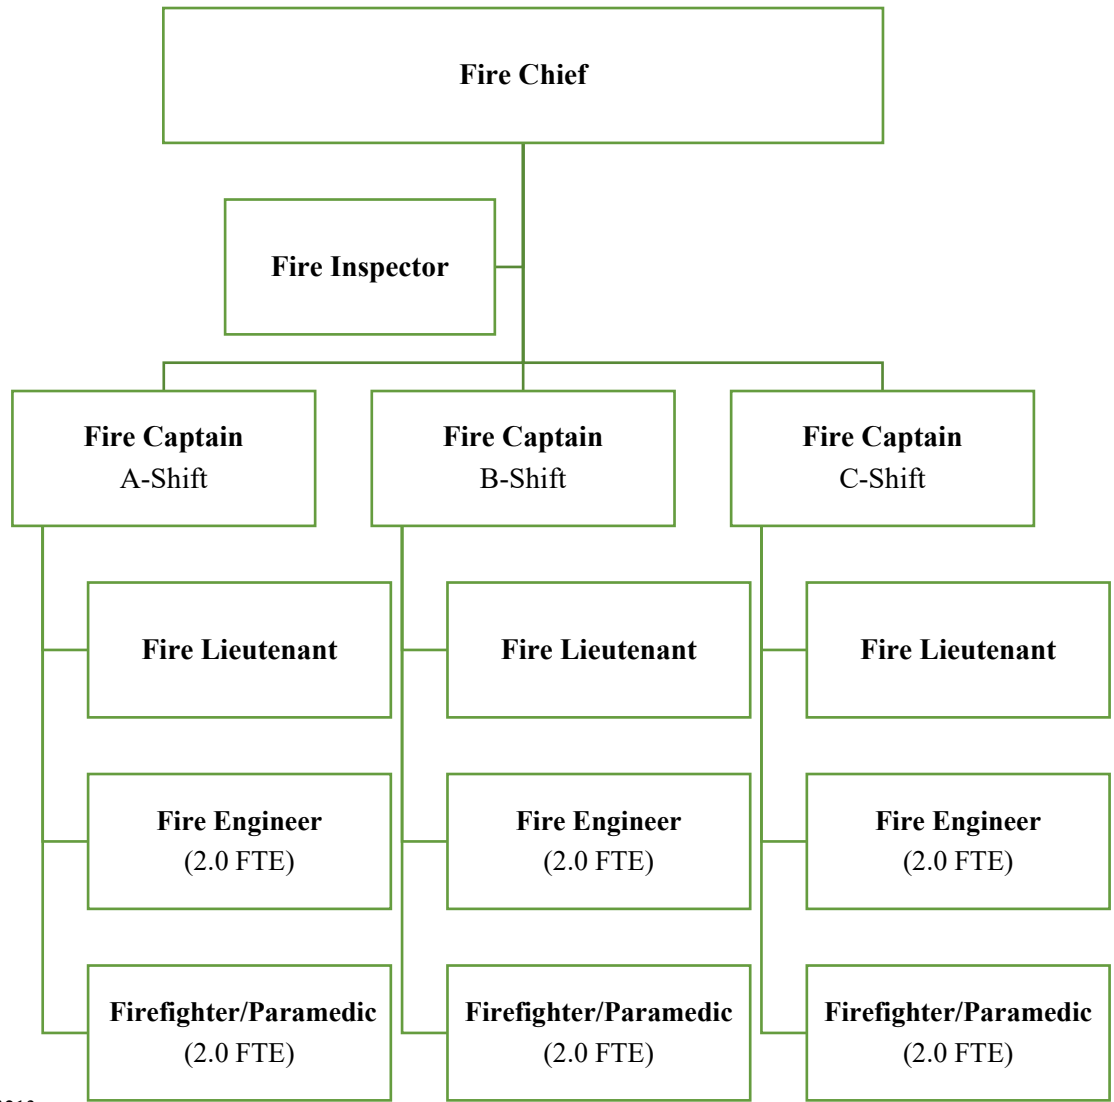 Fire Chief
Fire Inspector
Fire Captain
A-Shift
Fire Captain
B-Shift
Fire Captain
C-Shift
Fire Lieutenant
Fire Lieutenant
Fire Lieutenant
Fire Engineer
(2.0 FTE)
Fire Engineer
(2.0 FTE)
Fire Engineer
(2.0 FTE)
Firefighter/Paramedic
(2.0 FTE)
Firefighter/Paramedic
(2.0 FTE)
Firefighter/Paramedic
(2.0 FTE)